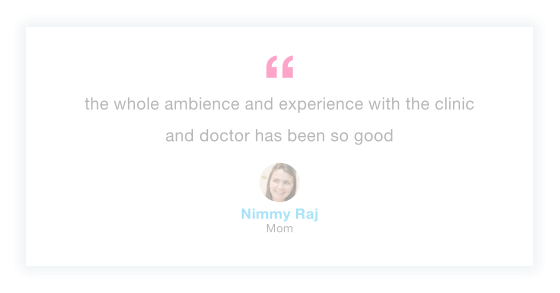 “
the whole ambience and experience with the clinic
and doctor has been so good
Nimmy Raj
Mom